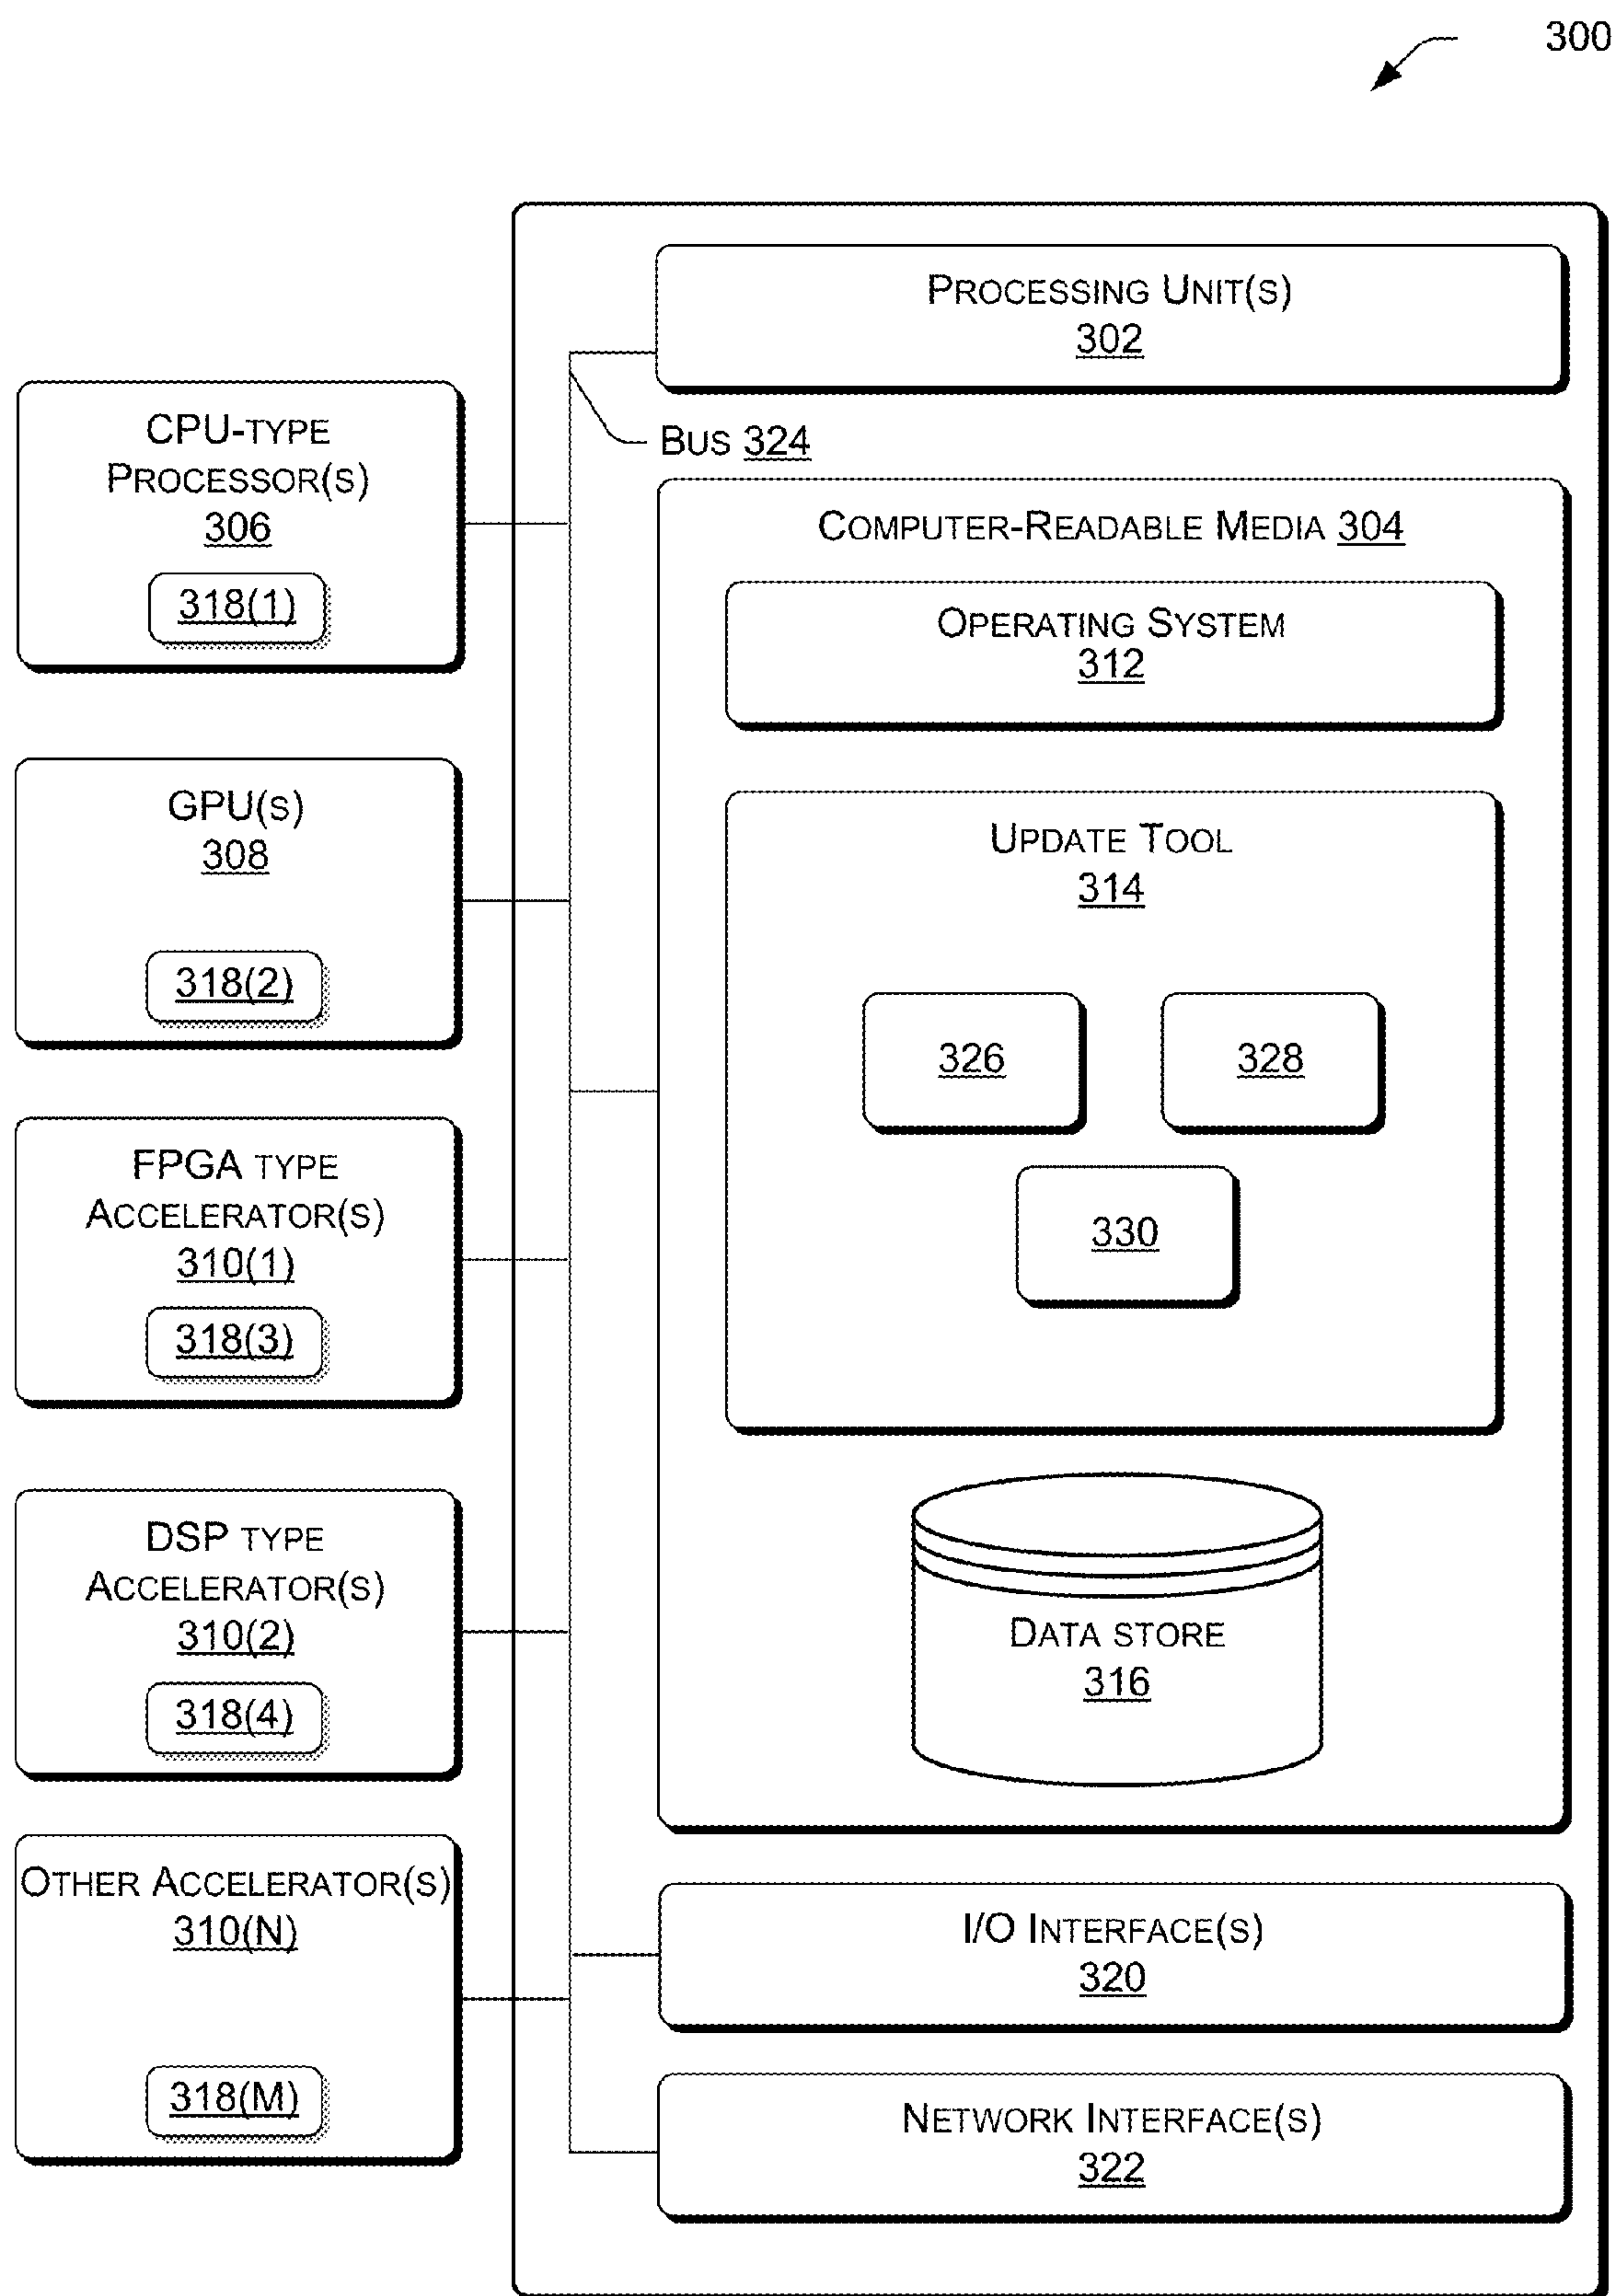 300
PROCESSING UNIT(S)
302
BUS 324
CPU-TYPE
PROCESSOR(S)
306
318(1)
COMPUTER-READABLE MEDIA 304
OPERATING SYSTEM
312
GPU(S)
308
318(2)
UPDATE TOOL
314
326
328
330
FPGA TYPE
ACCELERATOR(S)
310(1)
318(3)
DSP TYPE
ACCELERATOR(S)
310(2)
318(4)
DATA STORE
316
OTHER ACCELERATOR(S)
310(N)
318(M)
I/O INTERFACE(S)
320
NETWORK INTERFACE(S)
322